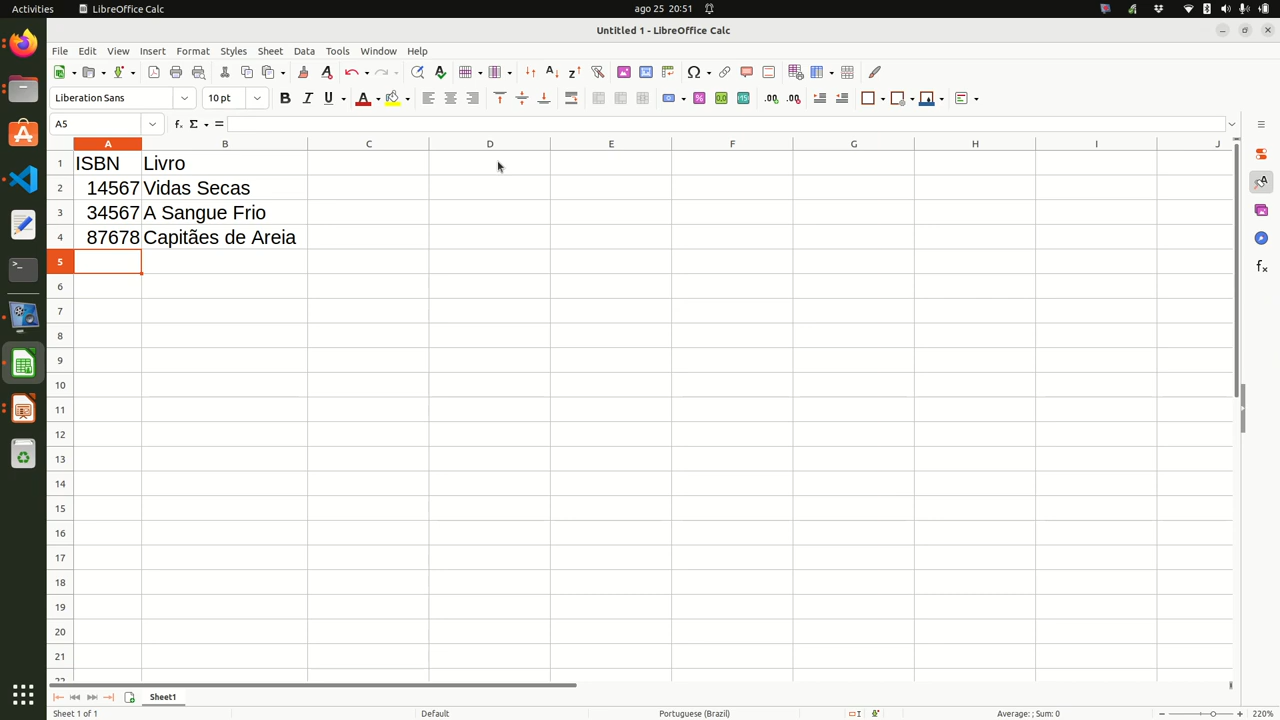 Activities LibreOffice Calc ago 25 20:51
Untitled 1 - LibreOffice Calc
File Edit View Insert Format Styles Sheet Data Tools Window Help
Liberation Sans 10 pt
A5
A B C D E F G H I J
1 ISBN Livro
2 14567 Vidas Secas
3 34567 A Sangue Frio
4 87678 Capitães de Areia
5
6
7
8
9
10
11
12
13
14
15
16
17
18
19
20
21
22
Sheet1
Sheet 1 of 1 Default Portuguese (Brazil) Average: ; Sum: 0 220%